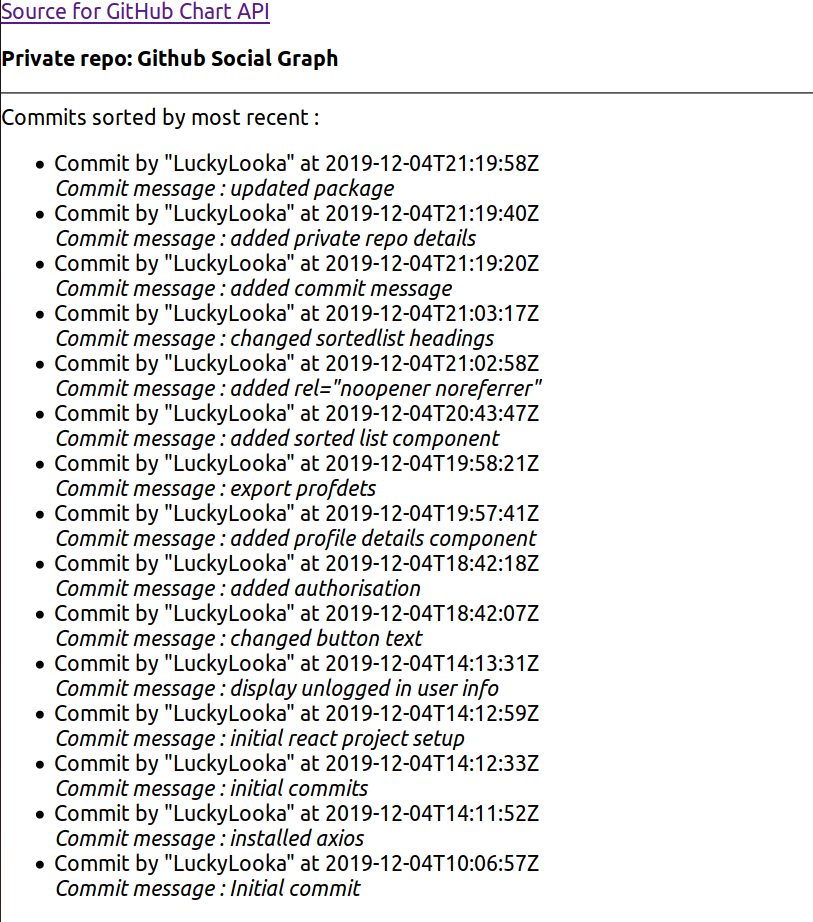 Source for GitHub Chart API
Private repo: Github Social Graph
Commits sorted by most recent :
Commit by "LuckyLooka" at 2019-12-04T21:19:58Z
Commit message : updated package
Commit by "LuckyLooka" at 2019-12-04T21:19:40Z
Commit message : added private repo details
Commit by "LuckyLooka" at 2019-12-04T21:19:20Z
Commit message : added commit message
Commit by "LuckyLooka" at 2019-12-04T21:03:17Z
Commit message : changed sortedlist headings
Commit by "LuckyLooka" at 2019-12-04T21:02:58Z
Commit message : added rel="noopener noreferrer"
Commit by "LuckyLooka" at 2019-12-04T20:43:47Z
Commit message : added sorted list component
Commit by "LuckyLooka" at 2019-12-04T19:58:21Z
Commit message : export profdets
Commit by "LuckyLooka" at 2019-12-04T19:57:41Z
Commit message : added profile details component
Commit by "LuckyLooka" at 2019-12-04T18:42:18Z
Commit message : added authorisation
Commit by "LuckyLooka" at 2019-12-04T18:42:07Z
Commit message : changed button text
Commit by "LuckyLooka" at 2019-12-04T14:13:31Z
Commit message : display unlogged in user info
Commit by "LuckyLooka" at 2019-12-04T14:12:59Z
Commit message : initial react project setup
Commit by "LuckyLooka" at 2019-12-04T14:12:33Z
Commit message : initial commits
Commit by "LuckyLooka" at 2019-12-04T14:11:52Z
Commit message : installed axios
Commit by "LuckyLooka" at 2019-12-04T10:06:57Z
Commit message : Initial commit